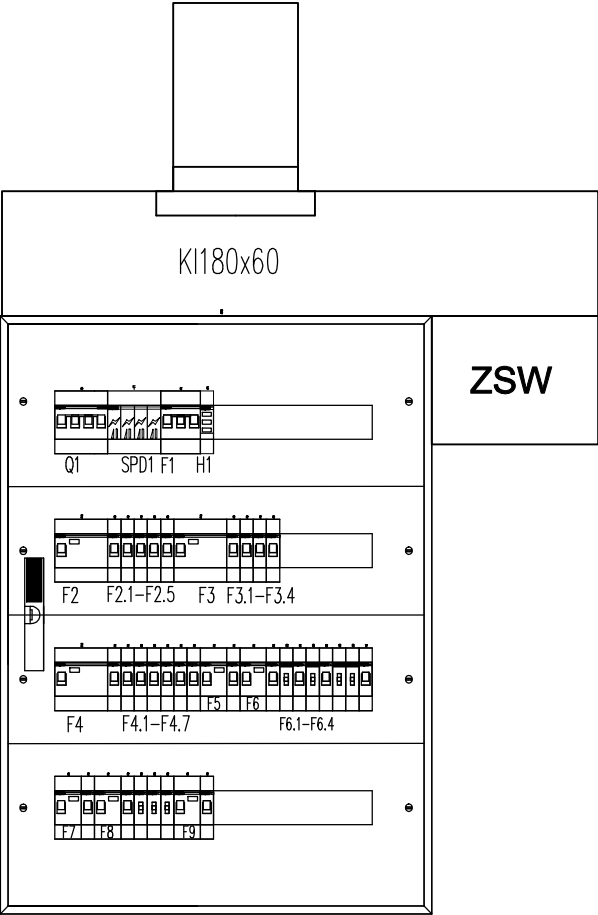 KI180x60
ZSW
Q1 SPD1 F1 H1
F2 F2.1-F2.5 F3 F3.1-F3.4
F5 F6
F4 F4.1-F4.7 F6.1-F6.4
F7 F8 F9